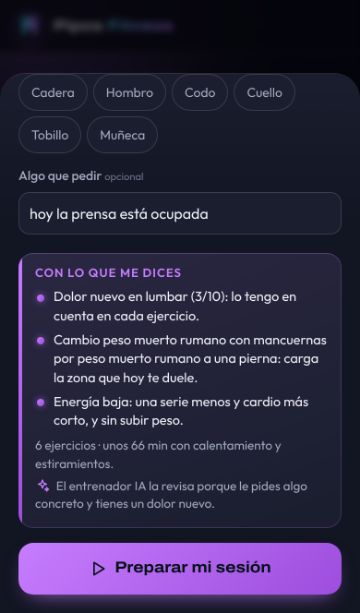 Cadera Hombro Codo Cuello
Tobillo Muñeca
Algo que pedir opcional
hoy la prensa está ocupada
CON LO QUE ME DICES
Dolor nuevo en lumbar (3/10): lo tengo en
cuenta en cada ejercicio.
Cambio peso muerto rumano con mancuernas
por peso muerto rumano a una pierna: carga
la zona que hoy te duele.
Energía baja: una serie menos y cardio más
corto, y sin subir peso.
6 ejercicios · unos 66 min con calentamiento y
estiramientos.
El entrenador IA la revisa porque le pides algo
concreto y tienes un dolor nuevo.
Preparar mi sesión